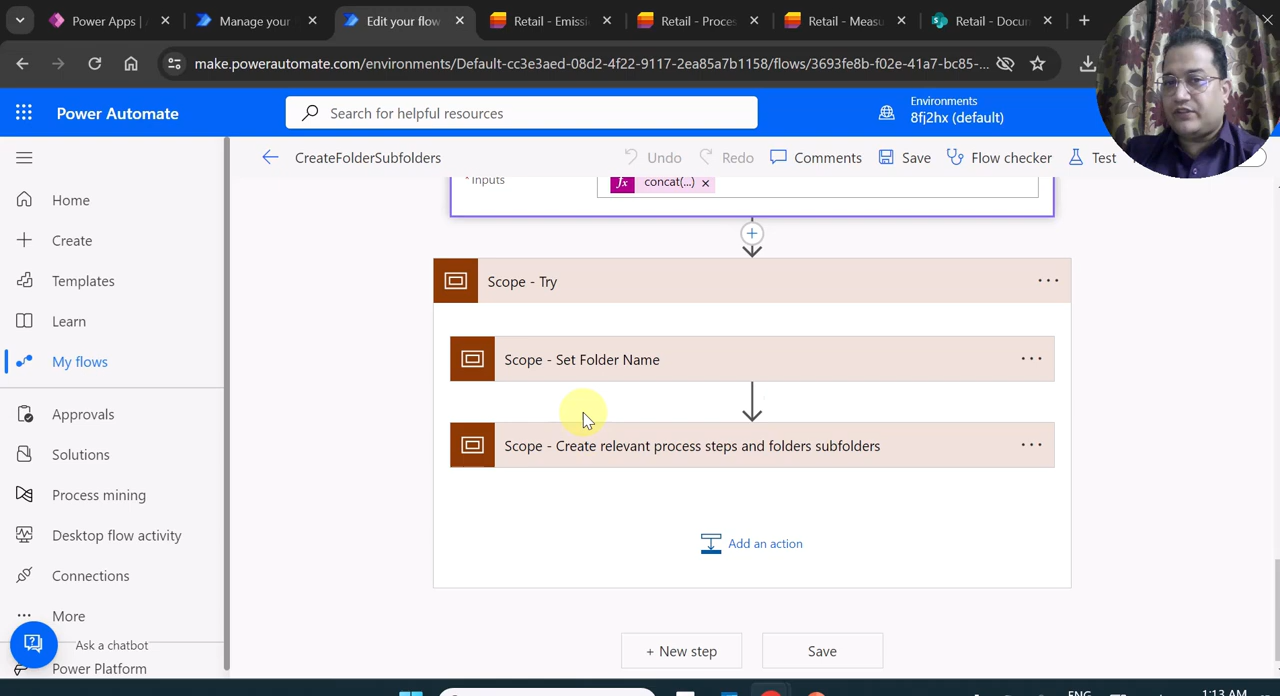 Power Apps |
Manage your
Edit your flow
Retail - Emissi
Retail - Proces
Retail - Measu
Retail - Docum
make.powerautomate.com/environments/Default-cc3e3aed-08d2-4f22-9117-2ea85a7b1158/flows/3693fe8b-f02e-41a7-bc85-...
Power Automate
Search for helpful resources
Environments
8fj2hx (default)
CreateFolderSubfolders
Undo
Redo
Comments
Save
Flow checker
Test
Home
Create
Templates
Learn
My flows
Approvals
Solutions
Process mining
Desktop flow activity
Connections
More
Ask a chatbot
Power Platform
* Inputs
fx concat(...) x
Scope - Try
Scope - Set Folder Name
Scope - Create relevant process steps and folders subfolders
Add an action
+ New step
Save
ENG
1:13 AM